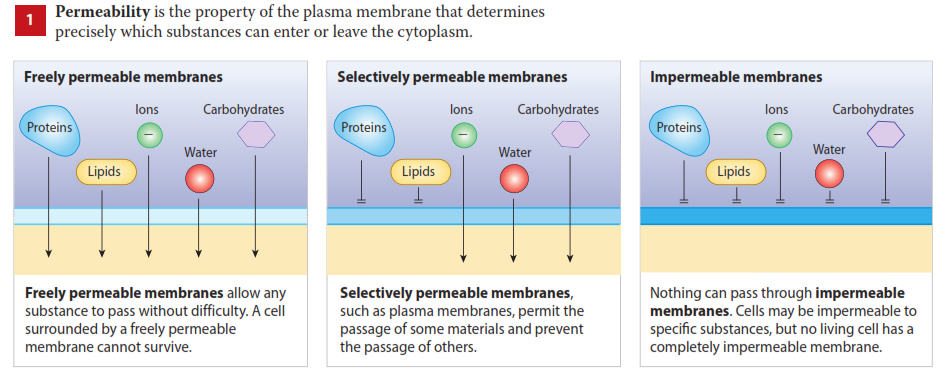 1
Permeability is the property of the plasma membrane that determines
precisely which substances can enter or leave the cytoplasm.
Freely permeable membranes
Proteins
Ions
Carbohydrates
−
Lipids
Water
Freely permeable membranes allow any
substance to pass without difficulty. A cell
surrounded by a freely permeable
membrane cannot survive.
Selectively permeable membranes
Proteins
Ions
Carbohydrates
−
Lipids
Water
Selectively permeable membranes,
such as plasma membranes, permit the
passage of some materials and prevent
the passage of others.
Impermeable membranes
Proteins
Ions
Carbohydrates
−
Lipids
Water
Nothing can pass through impermeable
membranes. Cells may be impermeable to
specific substances, but no living cell has a
completely impermeable membrane.